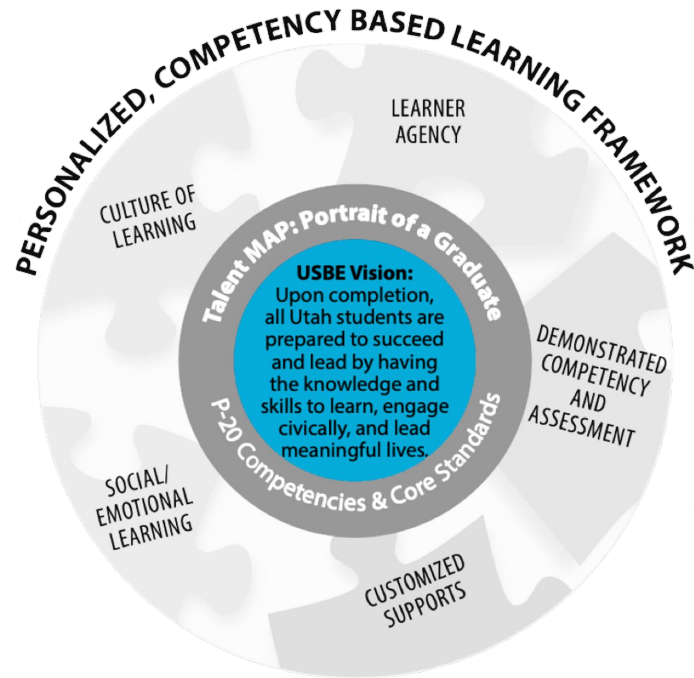 PERSONALIZED, COMPETENCY BASED LEARNING FRAMEWORK
LEARNER
AGENCY
CULTURE OF
LEARNING
Talent MAP: Portrait of a Graduate
USBE Vision:
Upon completion,
all Utah students are
prepared to succeed
and lead by having
the knowledge and
skills to learn, engage
civically, and lead
meaningful lives.
P-20 Competencies & Core Standards
DEMONSTRATED
COMPETENCY
AND
ASSESSMENT
SOCIAL/
EMOTIONAL
LEARNING
CUSTOMIZED
SUPPORTS